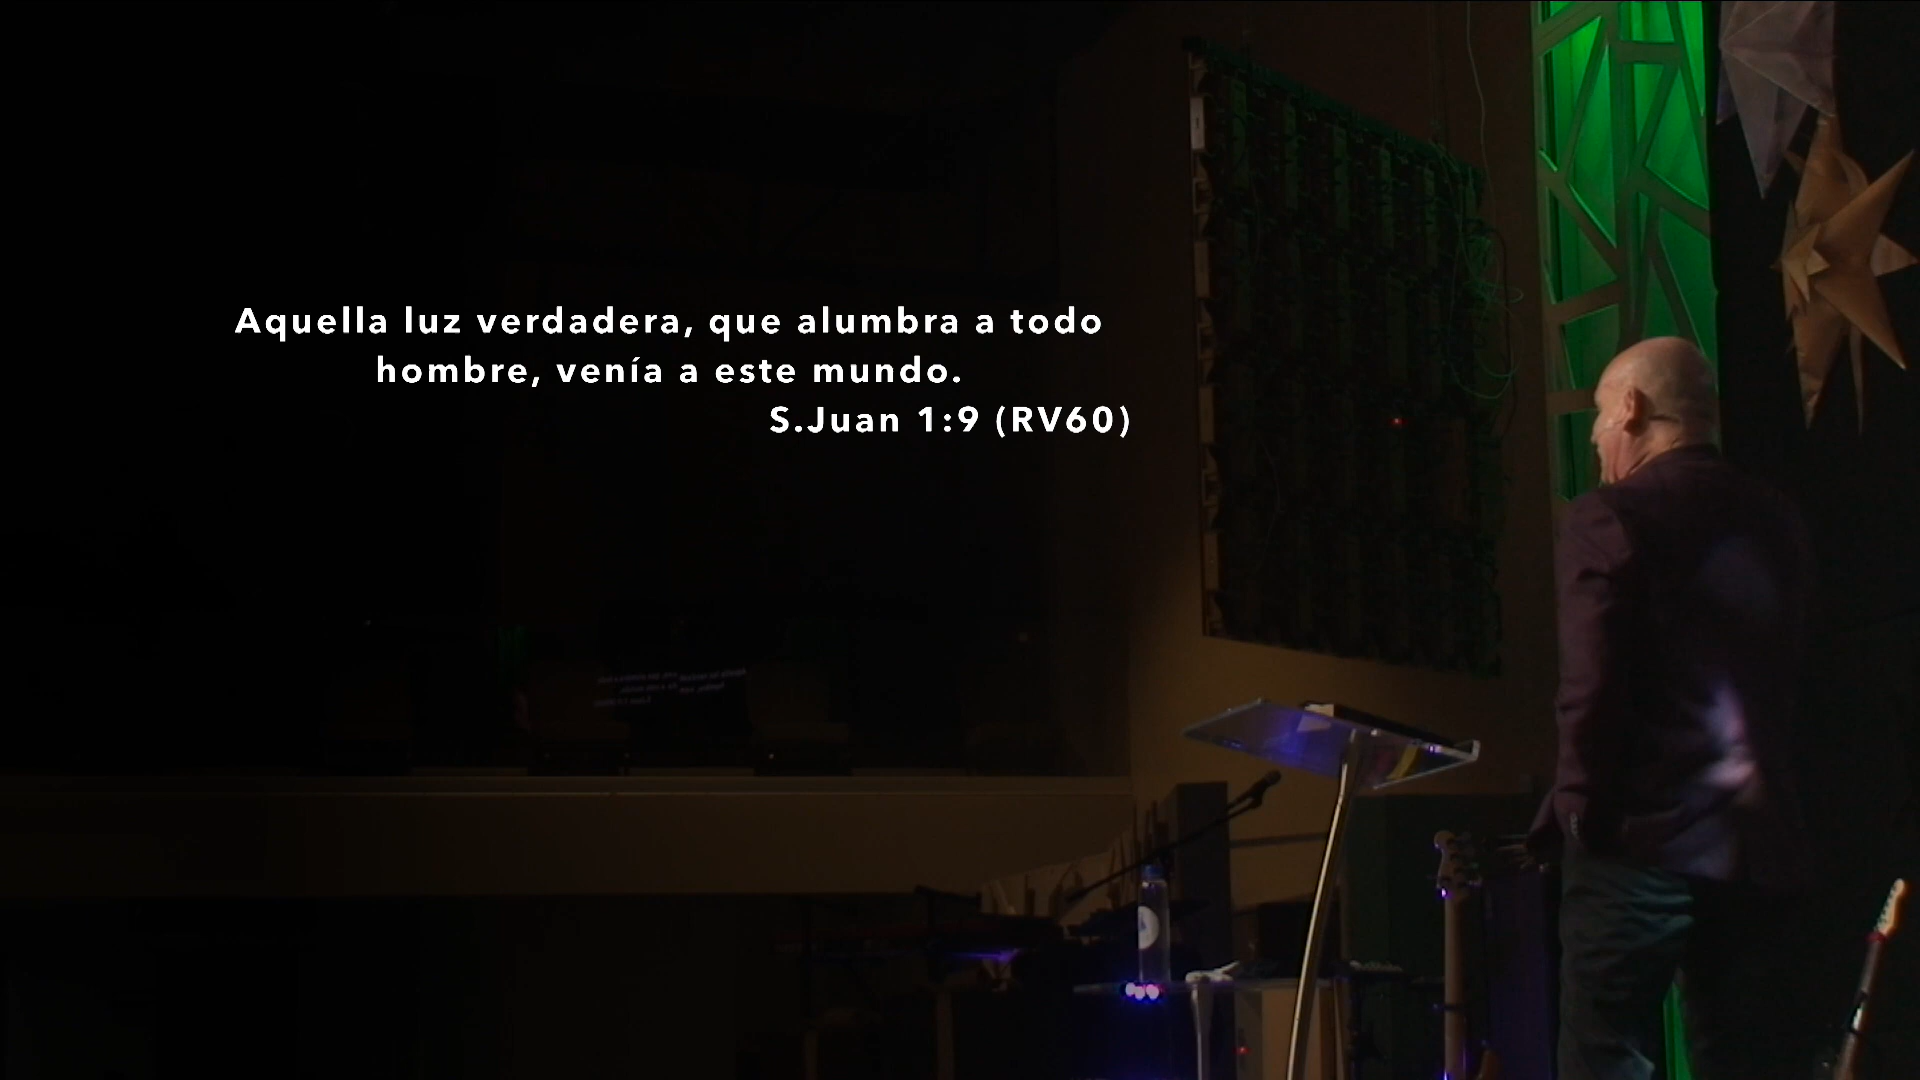 Aquella luz verdadera, que alumbra a todo
hombre, venía a este mundo.
S.Juan 1:9 (RV60)